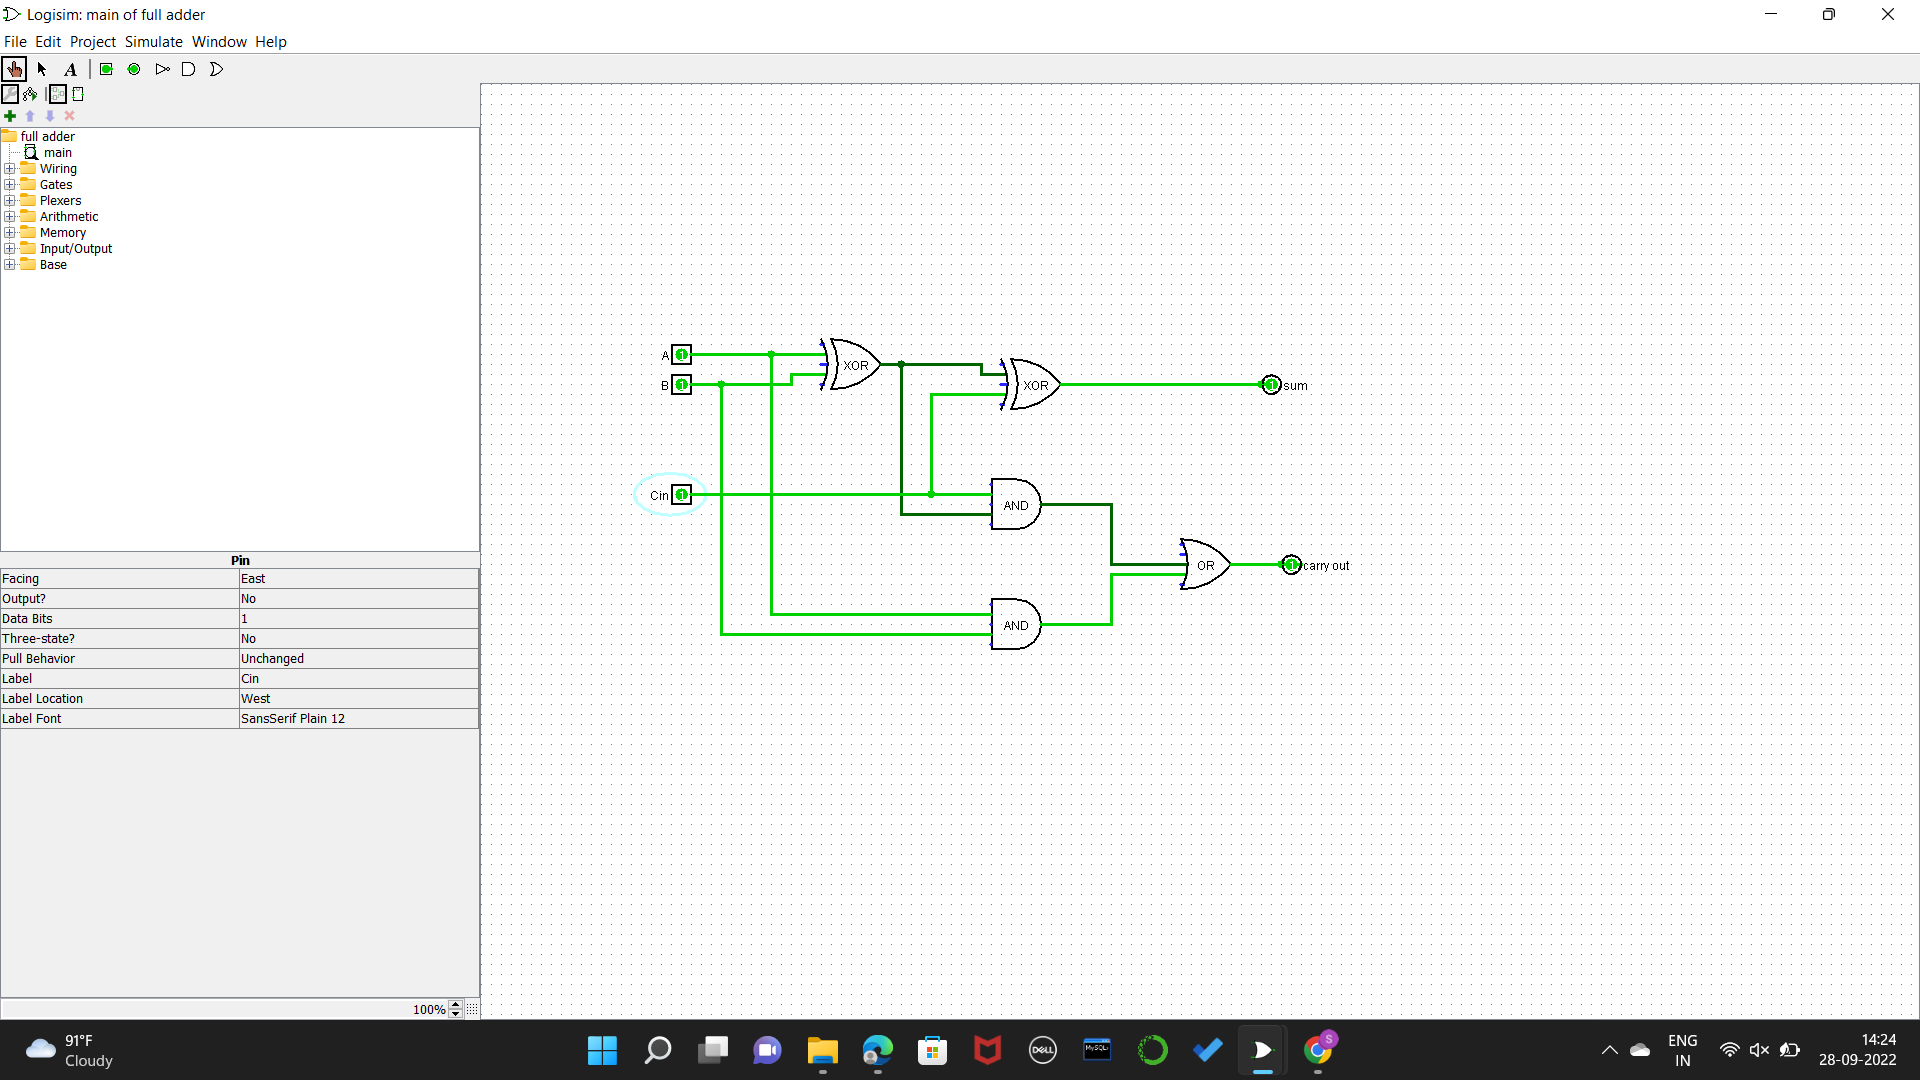 Logisim: main of full adder
File Edit Project Simulate Window Help
A
full adder
main
Wiring
Gates
Plexers
Arithmetic
Memory
Input/Output
Base
Pin
Facing East
Output? No
Data Bits 1
Three-state? No
Pull Behavior Unchanged
Label Cin
Label Location West
Label Font SansSerif Plain 12
100%
A 1
XOR
B 1
XOR
1 sum
Cin 1
AND
OR
1 carry out
AND
91°F
Cloudy
DELL
MySQL
S
ENG
IN
14:24
28-09-2022